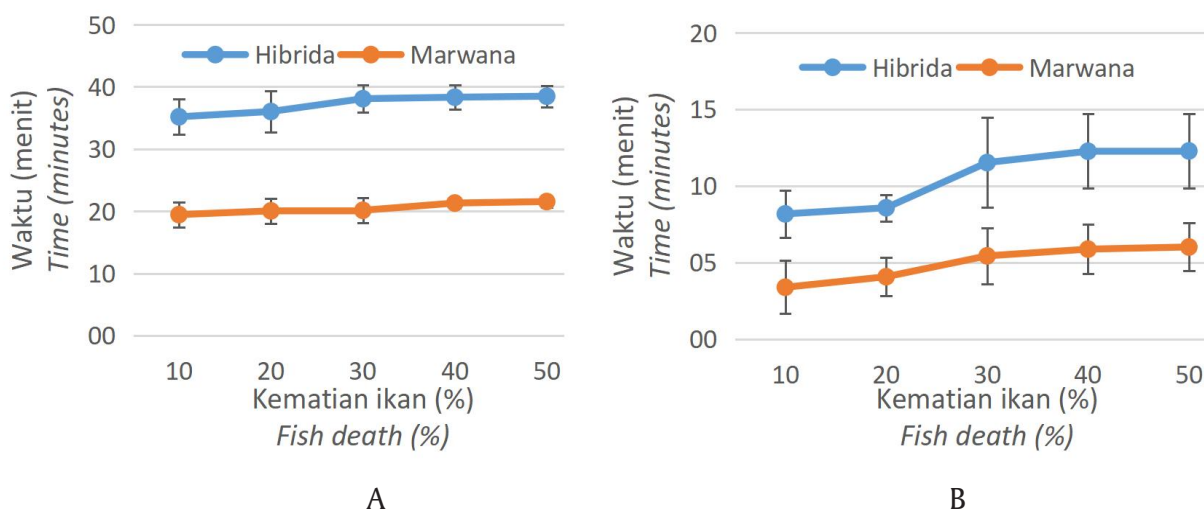 50
40
30
20
10
00
Waktu (menit)
Time (minutes)
Hibrida Marwana
10 20 30 40 50
Kematian ikan (%)
Fish death (%)
A
20
15
10
05
00
Waktu (menit)
Time (minutes)
Hibrida Marwana
10 20 30 40 50
Kematian ikan (%)
Fish death (%)
B